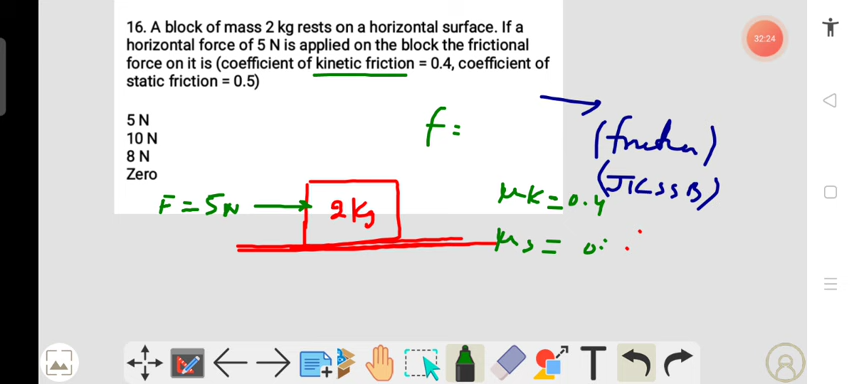 16. A block of mass 2 kg rests on a horizontal surface. If a
horizontal force of 5 N is applied on the block the frictional
force on it is (coefficient of kinetic friction = 0.4, coefficient of
static friction = 0.5)
5 N
10 N
8 N
Zero
32:24
f =
(friction)
(JKSSB)
F = 5N
2 Kg
μK = 0.4
μs = 0.
T